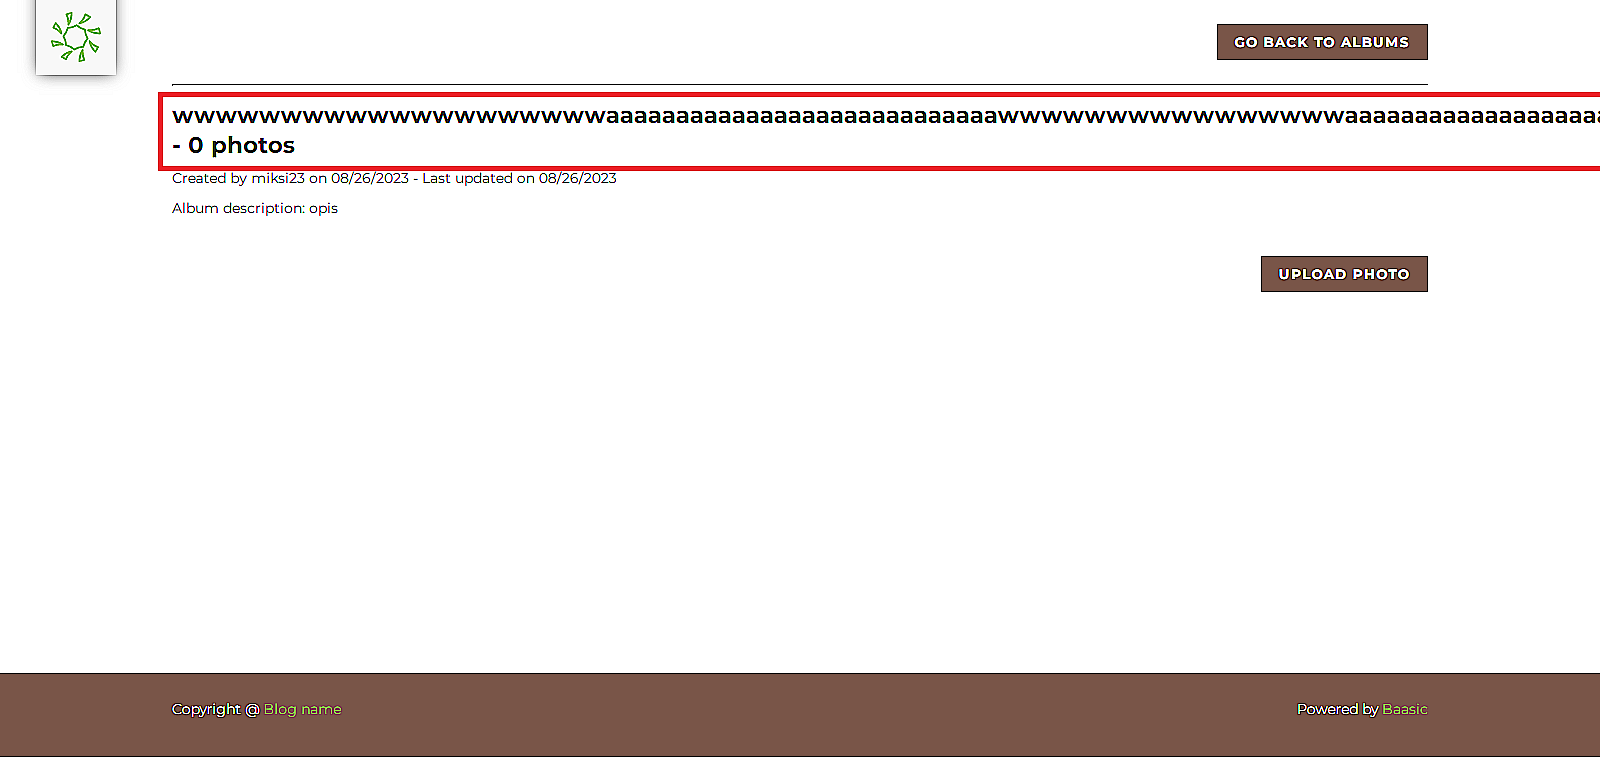 GO BACK TO ALBUMS
wwwwwwwwwwwwwwwwwwwwaaaaaaaaaaaaaaaaaaaaaaaaaaaawwwwwwwwwwwwwwwwaaaaaaaaaaaaaaaaaa
- 0 photos
Created by miksi23 on 08/26/2023 - Last updated on 08/26/2023
Album description: opis
UPLOAD PHOTO
Copyright @ Blog name
Powered by Baasic